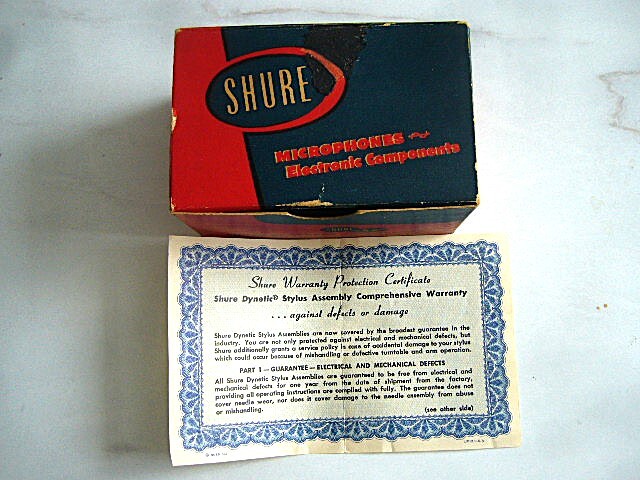 SHURE
MICROPHONES
Electronic Components
SHURE
Shure Warranty Protection Certificate
Shure Dynetic® Stylus Assembly Comprehensive Warranty
. . . against defects or damage
Shure Dynetic Stylus Assemblies are now covered by the broadest guarantee in the
industry. You are not only protected against electrical and mechanical defects, but
Shure additionally grants a service policy in case of accidental damage to your stylus
which could occur because of mishandling or defective turntable and arm operation.
PART I — GUARANTEE — ELECTRICAL AND MECHANICAL DEFECTS
All Shure Dynetic Stylus Assemblies are guaranteed to be free from electrical and
mechanical defects for one year from the date of shipment from the factory,
providing all operating instructions are complied with fully. The guarantee does not
cover needle wear, nor does it cover damage to the needle assembly from abuse
or mishandling.
(see other side)